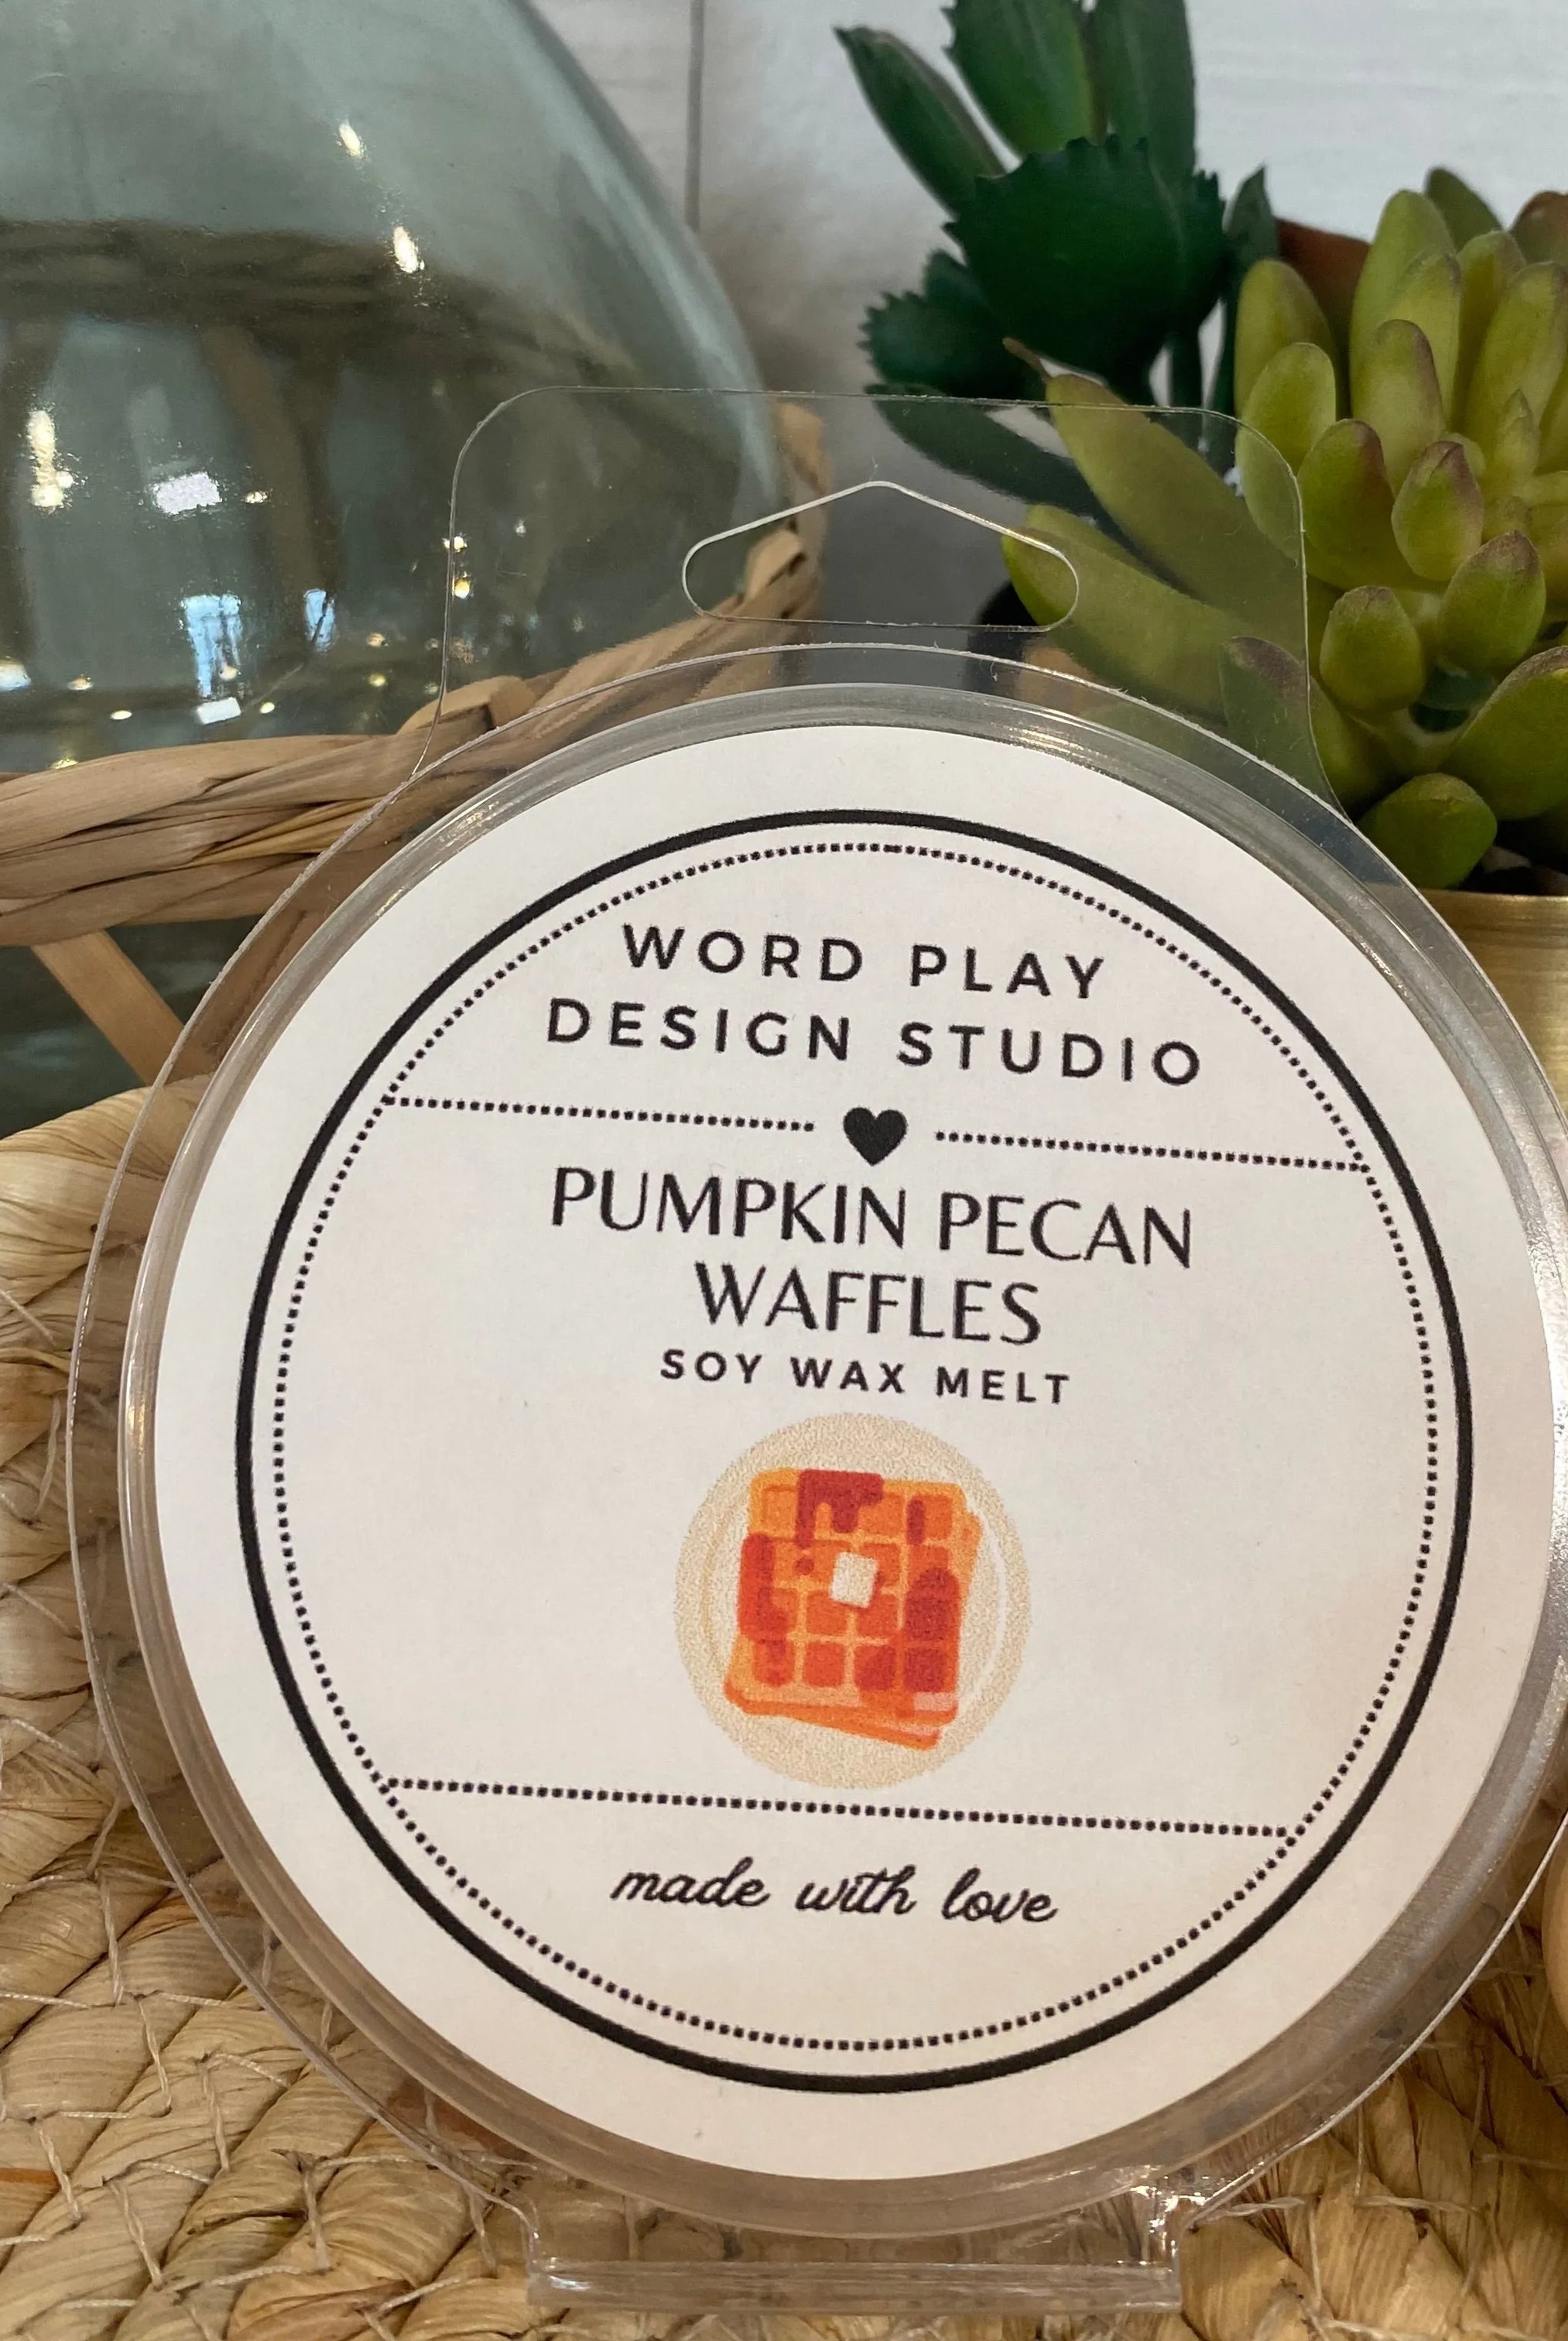 WORD PLAY
DESIGN STUDIO
PUMPKIN PECAN
WAFFLES
SOY WAX MELT
made with love